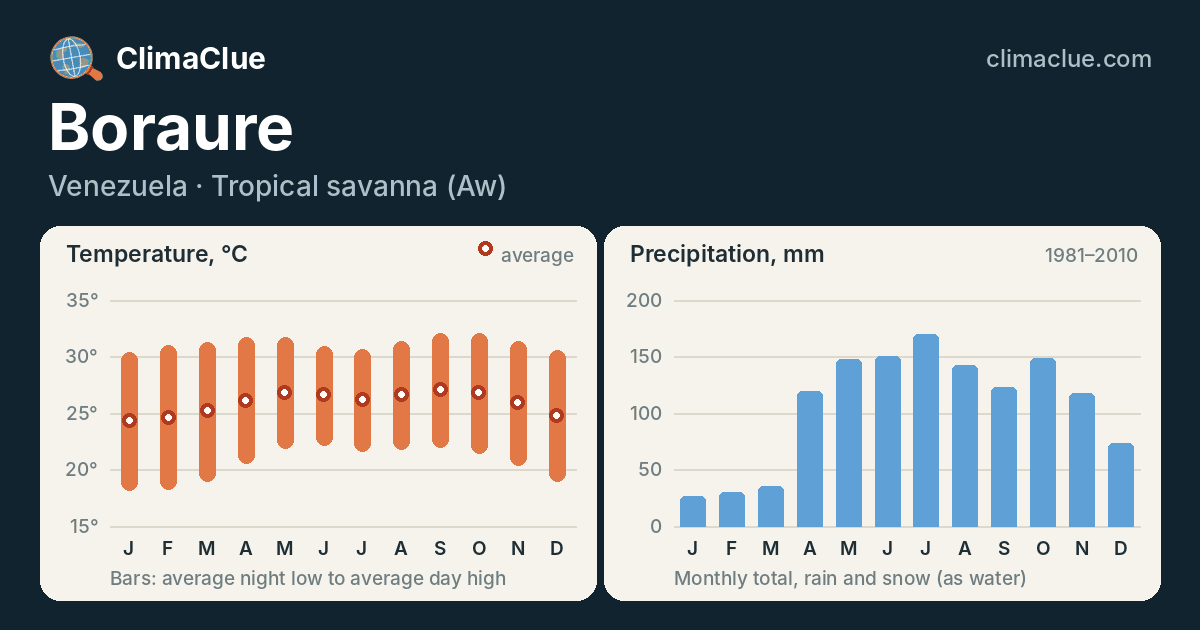 ClimaClue
climaclue.com
Boraure
Venezuela · Tropical savanna (Aw)
Temperature, °C
average
35°
30°
25°
20°
15°
J F M A M J J A S O N D
Bars: average night low to average day high
Precipitation, mm
1981–2010
200
150
100
50
0
J F M A M J J A S O N D
Monthly total, rain and snow (as water)